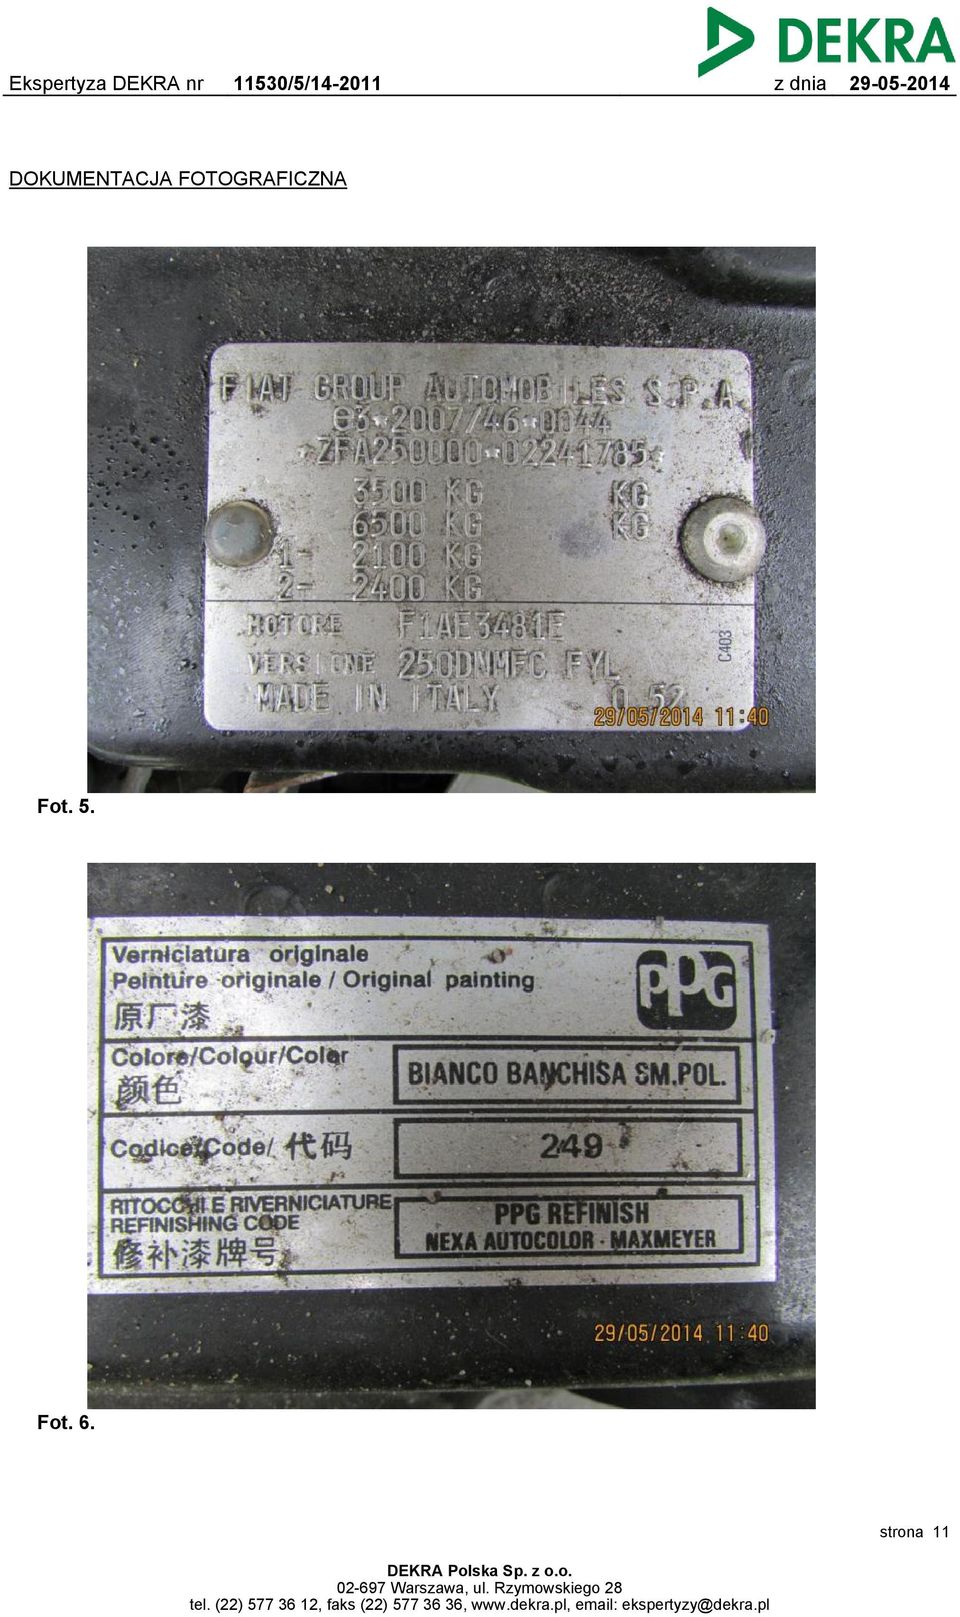 DEKRA
Ekspertyza DEKRA nr 11530/5/14-2011 z dnia 29-05-2014
DOKUMENTACJA FOTOGRAFICZNA
FIAT GROUP AUTOMOBILES S.P.A
e3*2007/46*0044
*ZFA250000*02241785*
3500 KG KG
6500 KG KG
1- 2100 KG
2- 2400 KG
MOTORE F1AE3481E
VERSIONE 250DNMFC FYL
C403
MADE IN ITALY 0.52
29/05/2014 11:40
Fot. 5.
Verniciatura originale
Peinture originale / Original painting
原厂漆
PPG
Colore/Colour/Color
颜色
BIANCO BANCHISA SM.POL.
Codice/Code/ 代码
249
RITOCCHI E RIVERNICIATURE
REFINISHING CODE
修补漆牌号
PPG REFINISH
NEXA AUTOCOLOR - MAXMEYER
29/05/2014 11:40
Fot. 6.
strona 11
DEKRA Polska Sp. z o.o.
02-697 Warszawa, ul. Rzymowskiego 28
tel. (22) 577 36 12, faks (22) 577 36 36, www.dekra.pl, email: ekspertyzy@dekra.pl